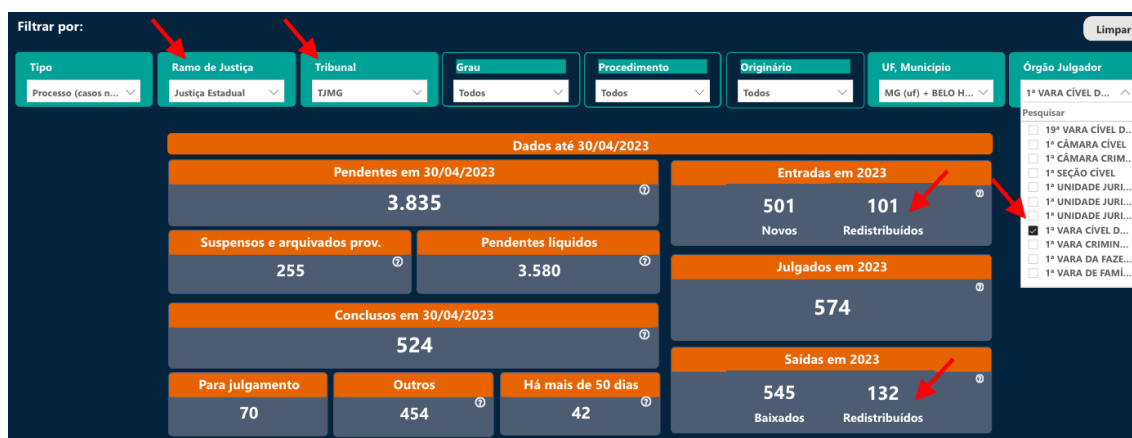 Filtrar por:
Limpar
Tipo
Processo (casos n...
Ramo de Justiça
Justiça Estadual
Tribunal
TJMG
Grau
Todos
Procedimento
Todos
Originário
Todos
UF, Município
MG (uf) + BELO H...
Órgão Julgador
1ª VARA CÍVEL D...
Pesquisar
19ª VARA CÍVEL D...
1ª CÂMARA CÍVEL
1ª CÂMARA CRIM...
1ª SEÇÃO CÍVEL
1ª UNIDADE JURI...
1ª UNIDADE JURI...
1ª UNIDADE JURI...
1ª VARA CÍVEL D...
1ª VARA CRIMIN...
1ª VARA DA FAZE...
1ª VARA DE FAMÍ...
Dados até 30/04/2023
Pendentes em 30/04/2023
3.835
Suspensos e arquivados prov.
255
Pendentes líquidos
3.580
Conclusos em 30/04/2023
524
Para julgamento
70
Outros
454
Há mais de 50 dias
42
Entradas em 2023
501 101
Novos Redistribuídos
Julgados em 2023
574
Saídas em 2023
545 132
Baixados Redistribuídos